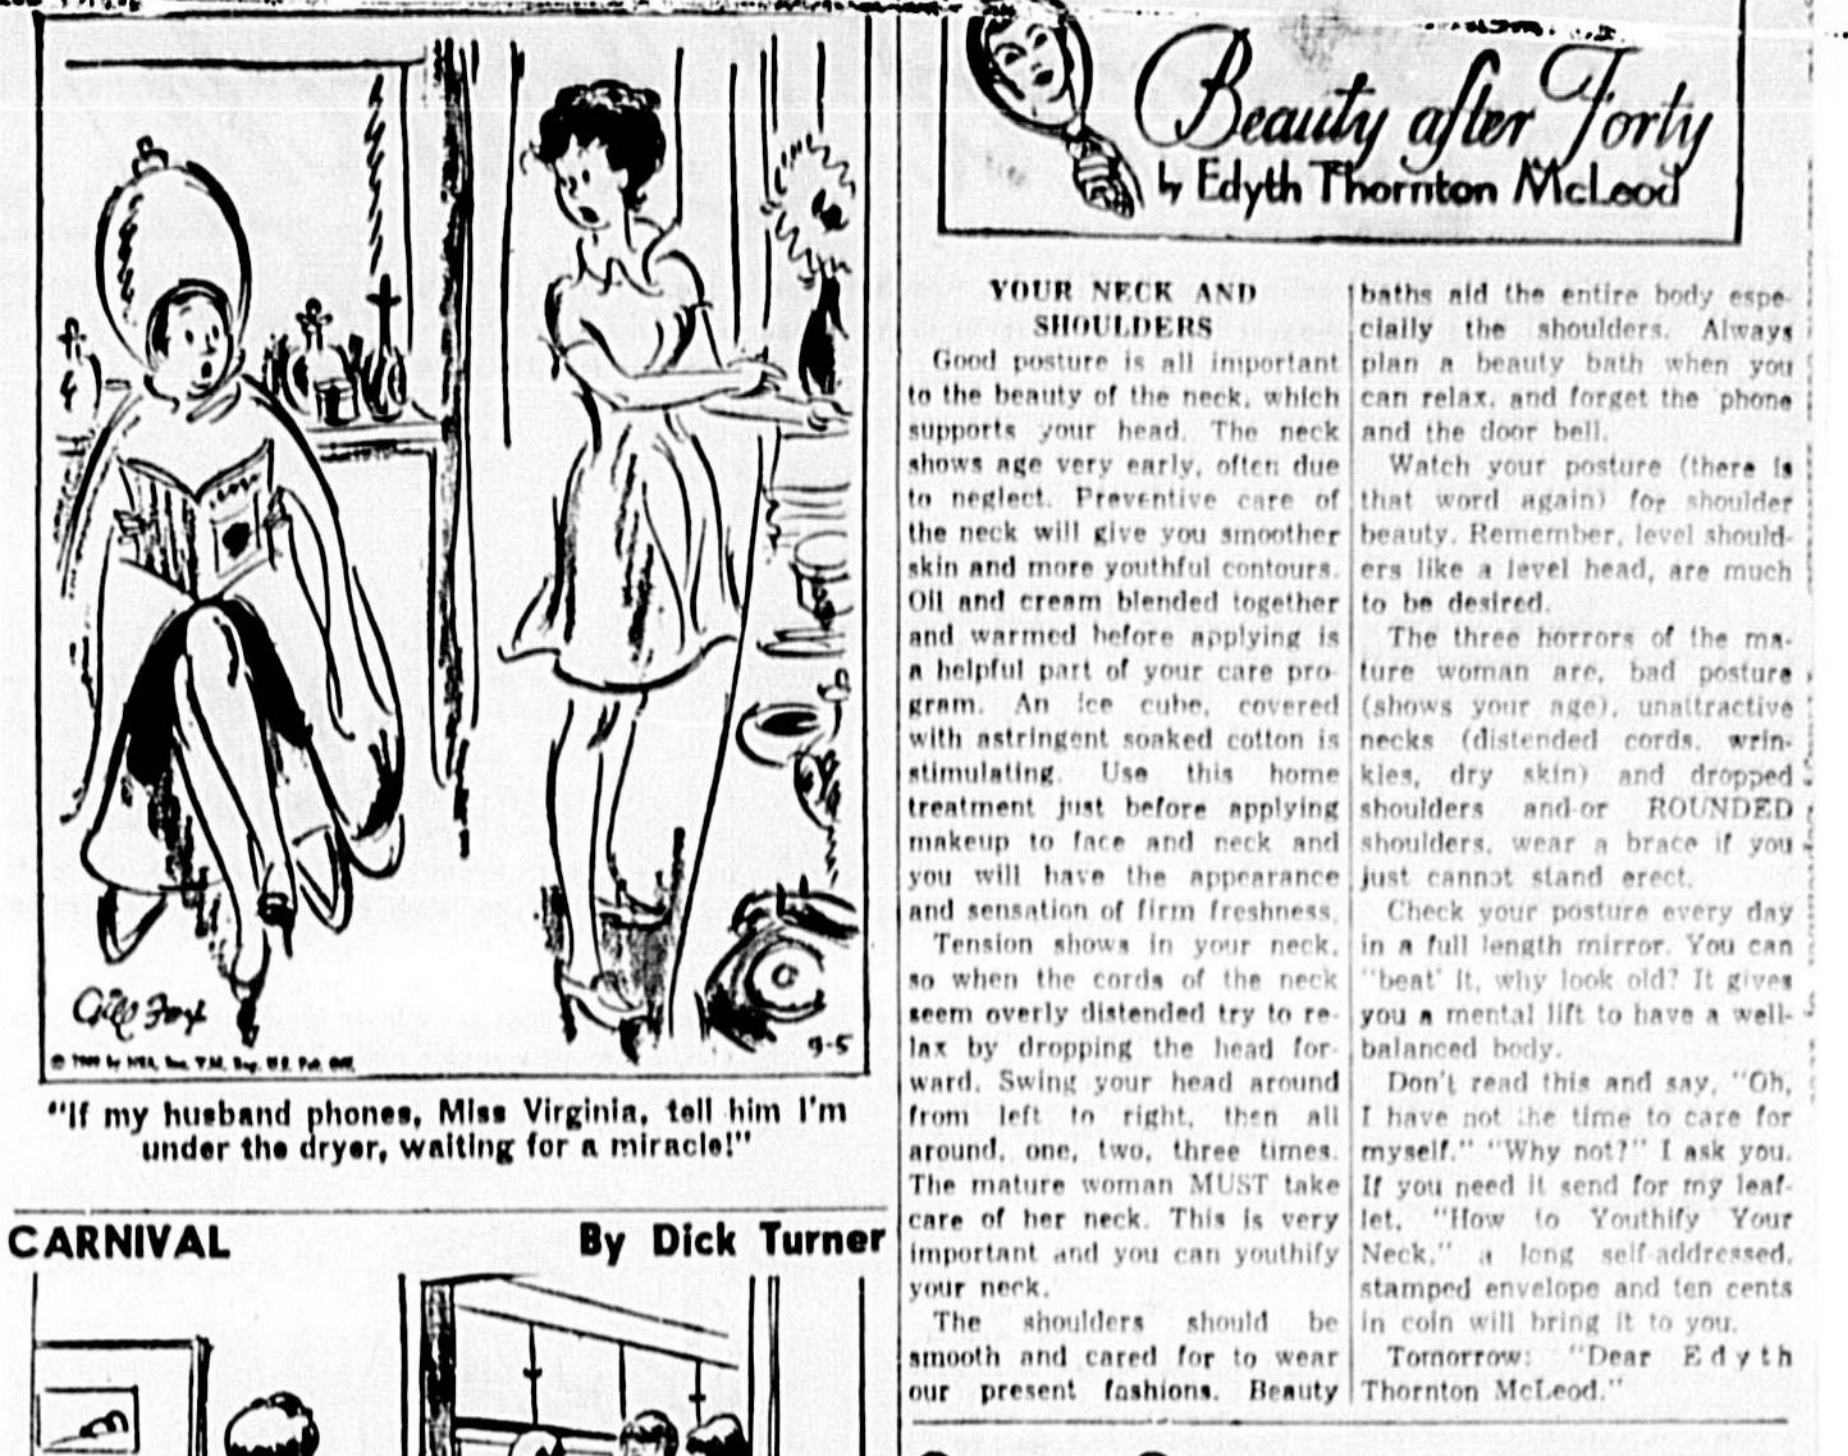 Gill Fox
9-5
"If my husband phones, Miss Virginia, tell him I'm
under the dryer, waiting for a miracle!"
CARNIVAL By Dick Turner
Beauty after Forty
by Edyth Thornton McLeod
YOUR NECK AND
SHOULDERS
Good posture is all important
to the beauty of the neck, which
supports your head. The neck
shows age very early, often due
to neglect. Preventive care of
the neck will give you smoother
skin and more youthful contours.
Oil and cream blended together
and warmed before applying is
a helpful part of your care pro-
gram. An ice cube, covered
with astringent soaked cotton is
stimulating. Use this home
treatment just before applying
makeup to face and neck and
you will have the appearance
and sensation of firm freshness.
Tension shows in your neck,
so when the cords of the neck
seem overly distended try to re-
lax by dropping the head for-
ward. Swing your head around
from left to right, then all
around, one, two, three times.
The mature woman MUST take
care of her neck. This is very
important and you can youthify
your neck.
The shoulders should be
smooth and cared for to wear
our present fashions. Beauty
baths aid the entire body espe-
cially the shoulders. Always
plan a beauty bath when you
can relax, and forget the 'phone
and the door bell.
Watch your posture (there is
that word again) for shoulder
beauty. Remember, level should-
ers like a level head, are much
to be desired.
The three horrors of the ma-
ture woman are, bad posture
(shows your age), unattractive
necks (distended cords, wrin-
kles, dry skin) and dropped
shoulders and-or ROUNDED
shoulders, wear a brace if you
just cannot stand erect.
Check your posture every day
in a full length mirror. You can
"beat' it, why look old? It gives
you a mental lift to have a well-
balanced body.
Don't read this and say, "Oh,
I have not the time to care for
myself." "Why not?" I ask you.
If you need it send for my leaf-
let, "How to Youthify Your
Neck," a long self-addressed,
stamped envelope and ten cents
in coin will bring it to you.
Tomorrow: "Dear Edyth
Thornton McLeod."